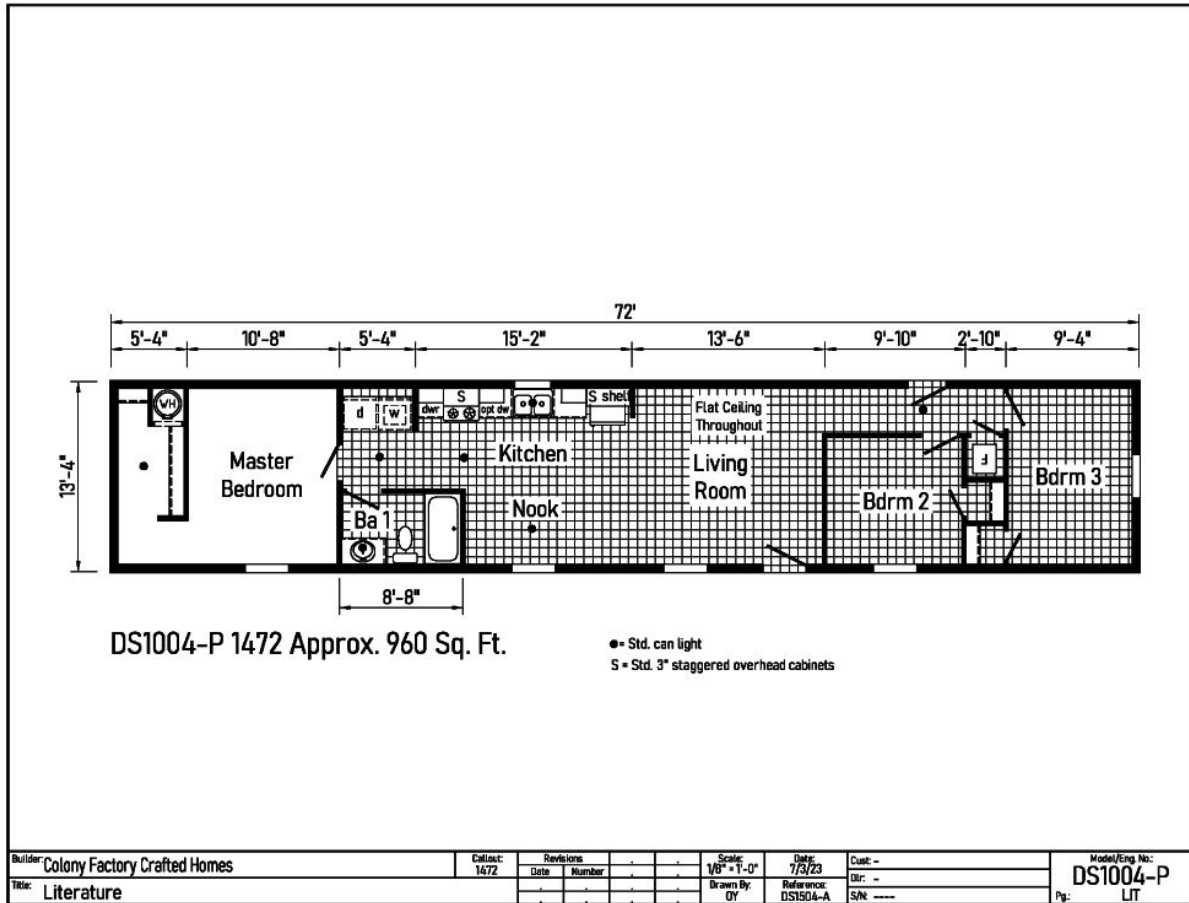 72'
5'-4" 10'-8" 5'-4" 15'-2" 13'-6" 9'-10" 2'-10" 9'-4"
13'-4"
WH
d
W
dwr
S
opt dw
S shelf
Flat Ceiling
Throughout
Master
Bedroom
Kitchen
Living
Room
Nook
Ba 1
Bdrm 2
F
Bdrm 3
8'-8"
DS1004-P 1472 Approx. 960 Sq. Ft.
●= Std. can light
S = Std. 3" staggered overhead cabinets
Builder: Colony Factory Crafted Homes
Title: Literature
Callout:
1472
Revisions
Date Number
Scale:
1/8" = 1'-0"
Drawn By:
OY
Date:
7/3/23
Reference:
DS1504-A
Cust: -
Dlr: -
S/N: ----
Model/Eng. No.:
DS1004-P
Pg.: LIT